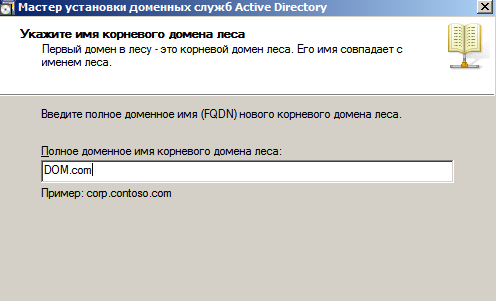 Мастер установки доменных служб Active Directory
Укажите имя корневого домена леса
Первый домен в лесу - это корневой домен леса. Его имя совпадает с
именем леса.
Введите полное доменное имя (FQDN) нового корневого домена леса.
Полное доменное имя корневого домена леса:
DOM.com
Пример: corp.contoso.com